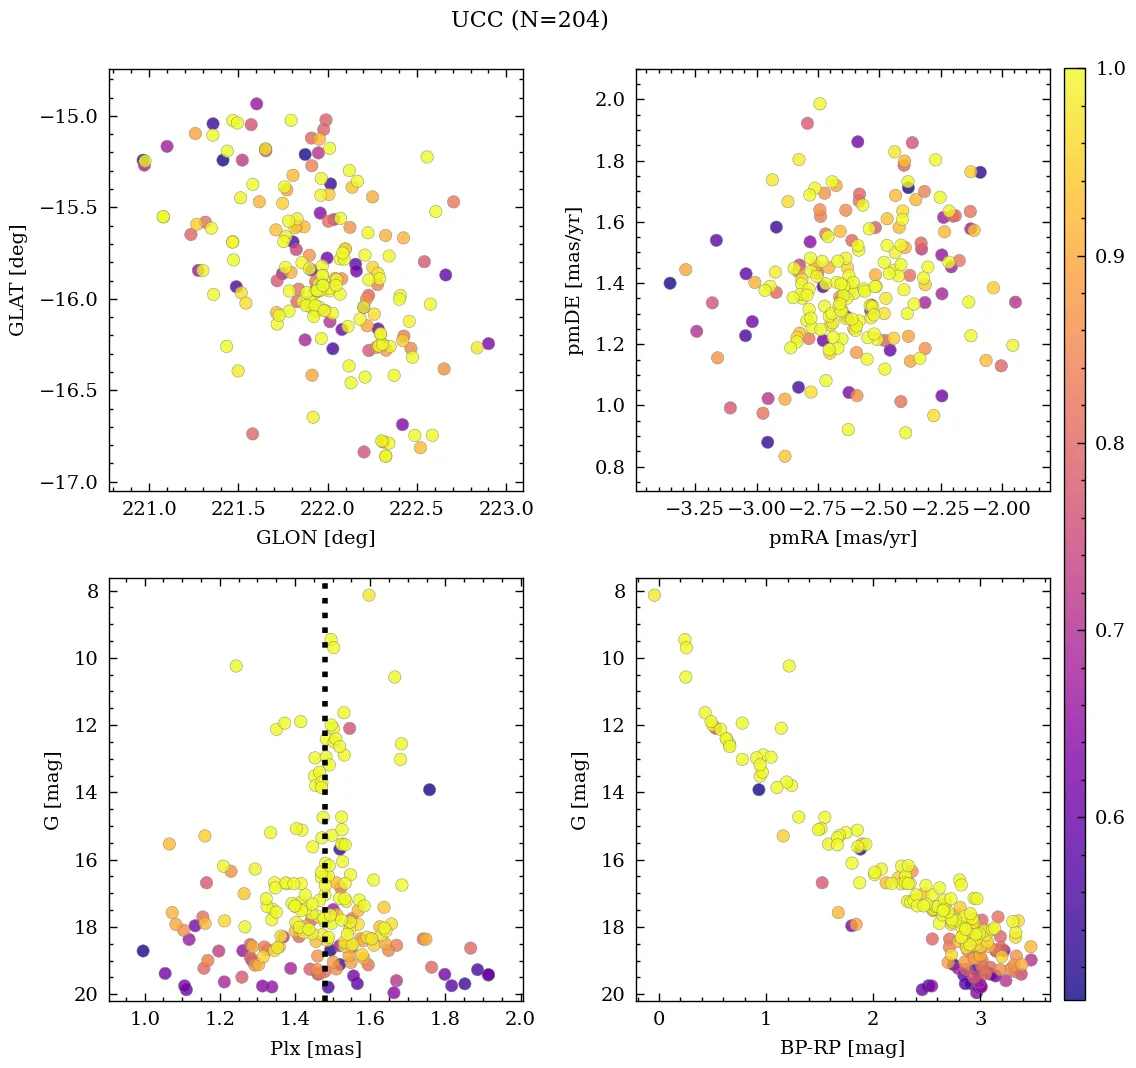 UCC (N=204)
−15.0
−15.5
−16.0
−16.5
−17.0
GLAT [deg]
221.0 221.5 222.0 222.5 223.0
GLON [deg]
2.0
1.8
1.6
1.4
1.2
1.0
0.8
pmDE [mas/yr]
−3.25 −3.00 −2.75 −2.50 −2.25 −2.00
pmRA [mas/yr]
1.0
0.9
0.8
0.7
0.6
8
10
12
14
16
18
20
G [mag]
1.0 1.2 1.4 1.6 1.8 2.0
Plx [mas]
8
10
12
14
16
18
20
G [mag]
0 1 2 3
BP-RP [mag]